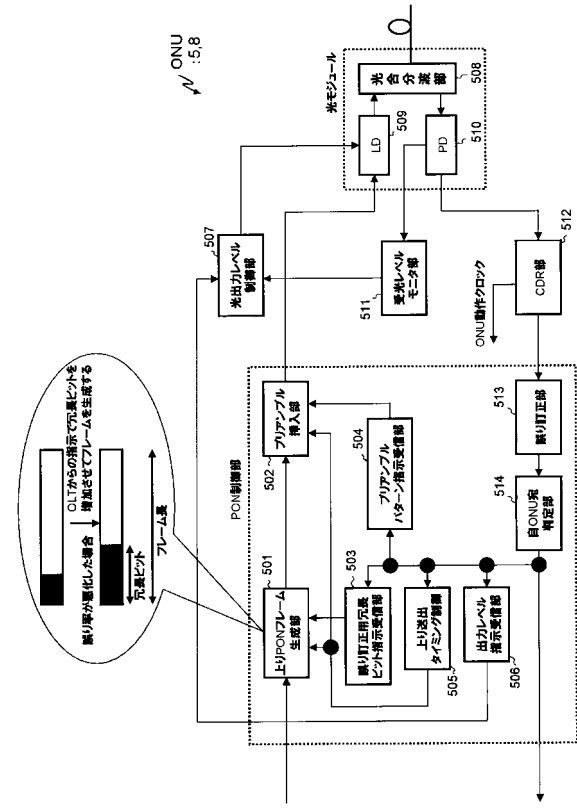 ONU
:5,8
誤り率が悪化した場合
OLTからの指示で冗長ビットを
増加させてフレームを生成する
冗長ビット
フレーム長
光出力レベル
制御部
507
光モジュール
LD
509
光合分波部
508
PD
510
受光レベル
モニタ部
511
CDR部
512
ONU動作クロック
PON制御部
上りPONフレーム
生成部
501
プリアンブル
挿入部
502
誤り訂正用冗長
ビット指示受信部
503
プリアンブル
パターン指示受信部
504
上り送出
タイミング制御
505
出力レベル
指示受信部
506
誤り訂正部
513
自ONU宛
判定部
514